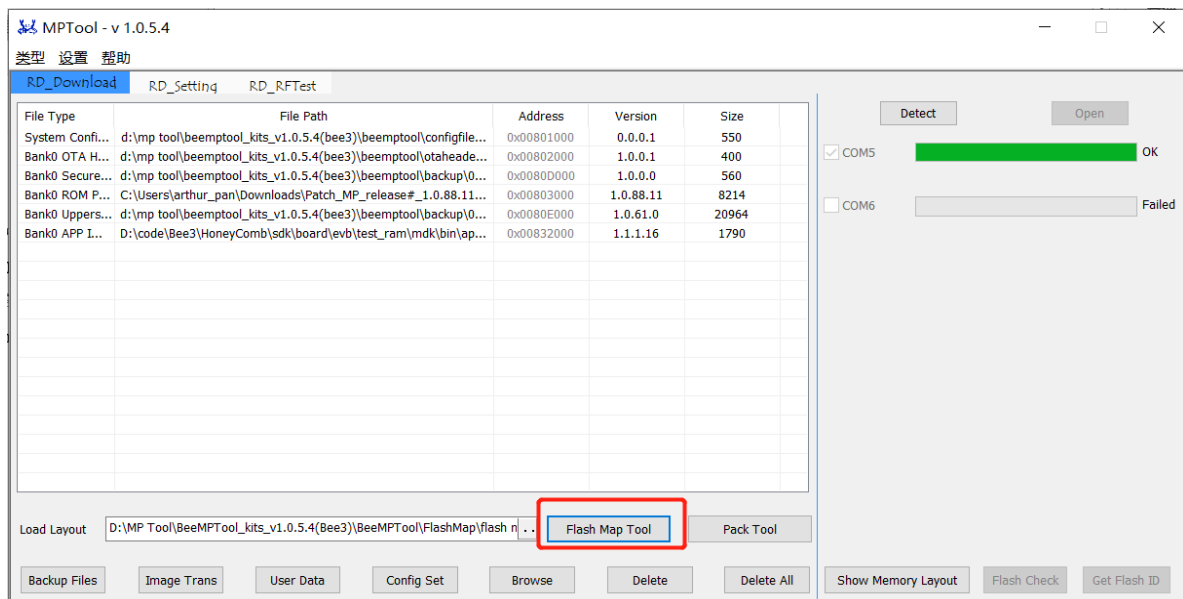 MPTool - v 1.0.5.4
类型 设置 帮助
RD_Download RD_Setting RD_RFTest
File Type File Path Address Version Size
System Confi... d:\mp tool\beemptool_kits_v1.0.5.4(bee3)\beemptool\configfile... 0x00801000 0.0.0.1 550
Bank0 OTA H... d:\mp tool\beemptool_kits_v1.0.5.4(bee3)\beemptool\otaheade... 0x00802000 1.0.0.1 400
Bank0 Secure... d:\mp tool\beemptool_kits_v1.0.5.4(bee3)\beemptool\backup\0... 0x0080D000 1.0.0.0 560
Bank0 ROM P... C:\Users\arthur_pan\Downloads\Patch_MP_release#_1.0.88.11... 0x00803000 1.0.88.11 8214
Bank0 Uppers... d:\mp tool\beemptool_kits_v1.0.5.4(bee3)\beemptool\backup\0... 0x0080E000 1.0.61.0 20964
Bank0 APP I... D:\code\Bee3\HoneyComb\sdk\board\evb\test_ram\mdk\bin\ap... 0x00832000 1.1.1.16 1790
Load Layout D:\MP Tool\BeeMPTool_kits_v1.0.5.4(Bee3)\BeeMPTool\FlashMap\flash .. Flash Map Tool Pack Tool
Backup Files Image Trans User Data Config Set Browse Delete Delete All
Detect Open
COM5 OK
COM6 Failed
Show Memory Layout Flash Check Get Flash ID